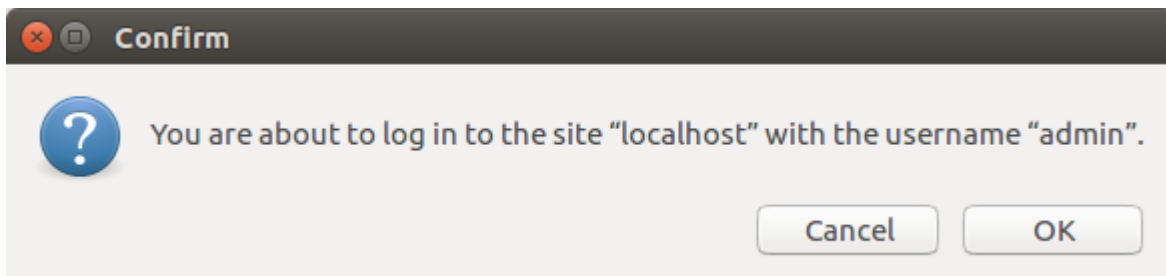 Confirm
You are about to log in to the site “localhost” with the username “admin”.
Cancel OK